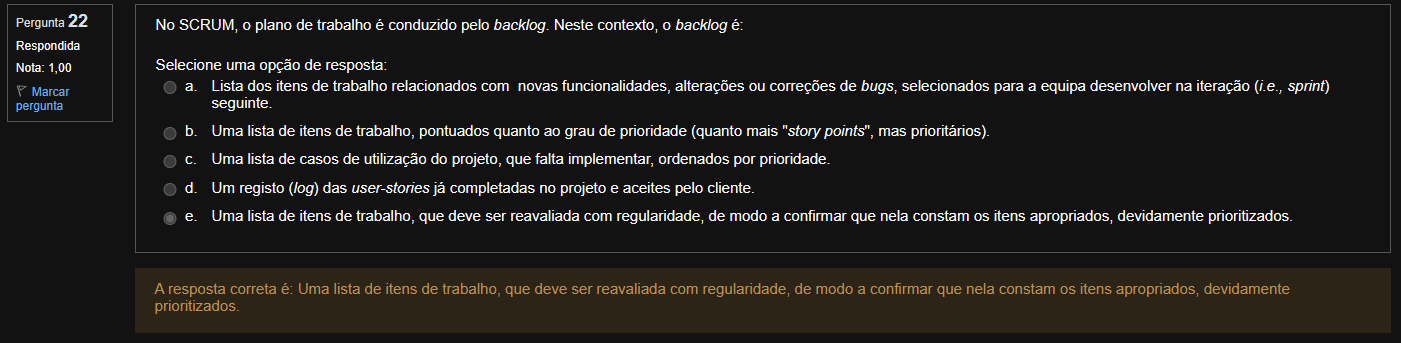 Pergunta 22
Respondida
Nota: 1,00
Marcar
pergunta
No SCRUM, o plano de trabalho é conduzido pelo backlog. Neste contexto, o backlog é:
Selecione uma opção de resposta:
a. Lista dos itens de trabalho relacionados com novas funcionalidades, alterações ou correções de bugs, selecionados para a equipa desenvolver na iteração (i.e., sprint)
seguinte.
b. Uma lista de itens de trabalho, pontuados quanto ao grau de prioridade (quanto mais "story points", mas prioritários).
c. Uma lista de casos de utilização do projeto, que falta implementar, ordenados por prioridade.
d. Um registo (log) das user-stories já completadas no projeto e aceites pelo cliente.
e. Uma lista de itens de trabalho, que deve ser reavaliada com regularidade, de modo a confirmar que nela constam os itens apropriados, devidamente prioritizados.
A resposta correta é: Uma lista de itens de trabalho, que deve ser reavaliada com regularidade, de modo a confirmar que nela constam os itens apropriados, devidamente
prioritizados.